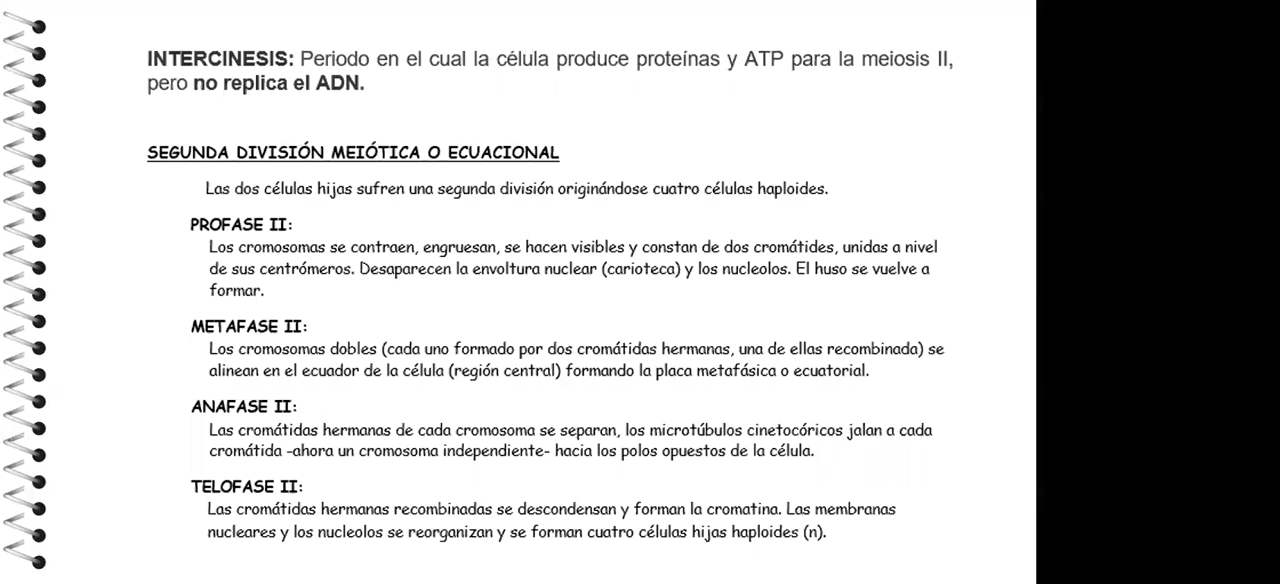 INTERCINESIS: Periodo en el cual la célula produce proteínas y ATP para la meiosis II,
pero no replica el ADN.
SEGUNDA DIVISIÓN MEIÓTICA O ECUACIONAL
Las dos células hijas sufren una segunda división originándose cuatro células haploides.
PROFASE II:
Los cromosomas se contraen, engruesan, se hacen visibles y constan de dos cromátides, unidas a nivel
de sus centrómeros. Desaparecen la envoltura nuclear (carioteca) y los nucleolos. El huso se vuelve a
formar.
METAFASE II:
Los cromosomas dobles (cada uno formado por dos cromátidas hermanas, una de ellas recombinada) se
alinean en el ecuador de la célula (región central) formando la placa metafásica o ecuatorial.
ANAFASE II:
Las cromátidas hermanas de cada cromosoma se separan, los microtúbulos cinetocóricos jalan a cada
cromátida -ahora un cromosoma independiente- hacia los polos opuestos de la célula.
TELOFASE II:
Las cromátidas hermanas recombinadas se descondensan y forman la cromatina. Las membranas
nucleares y los nucleolos se reorganizan y se forman cuatro células hijas haploides (n).